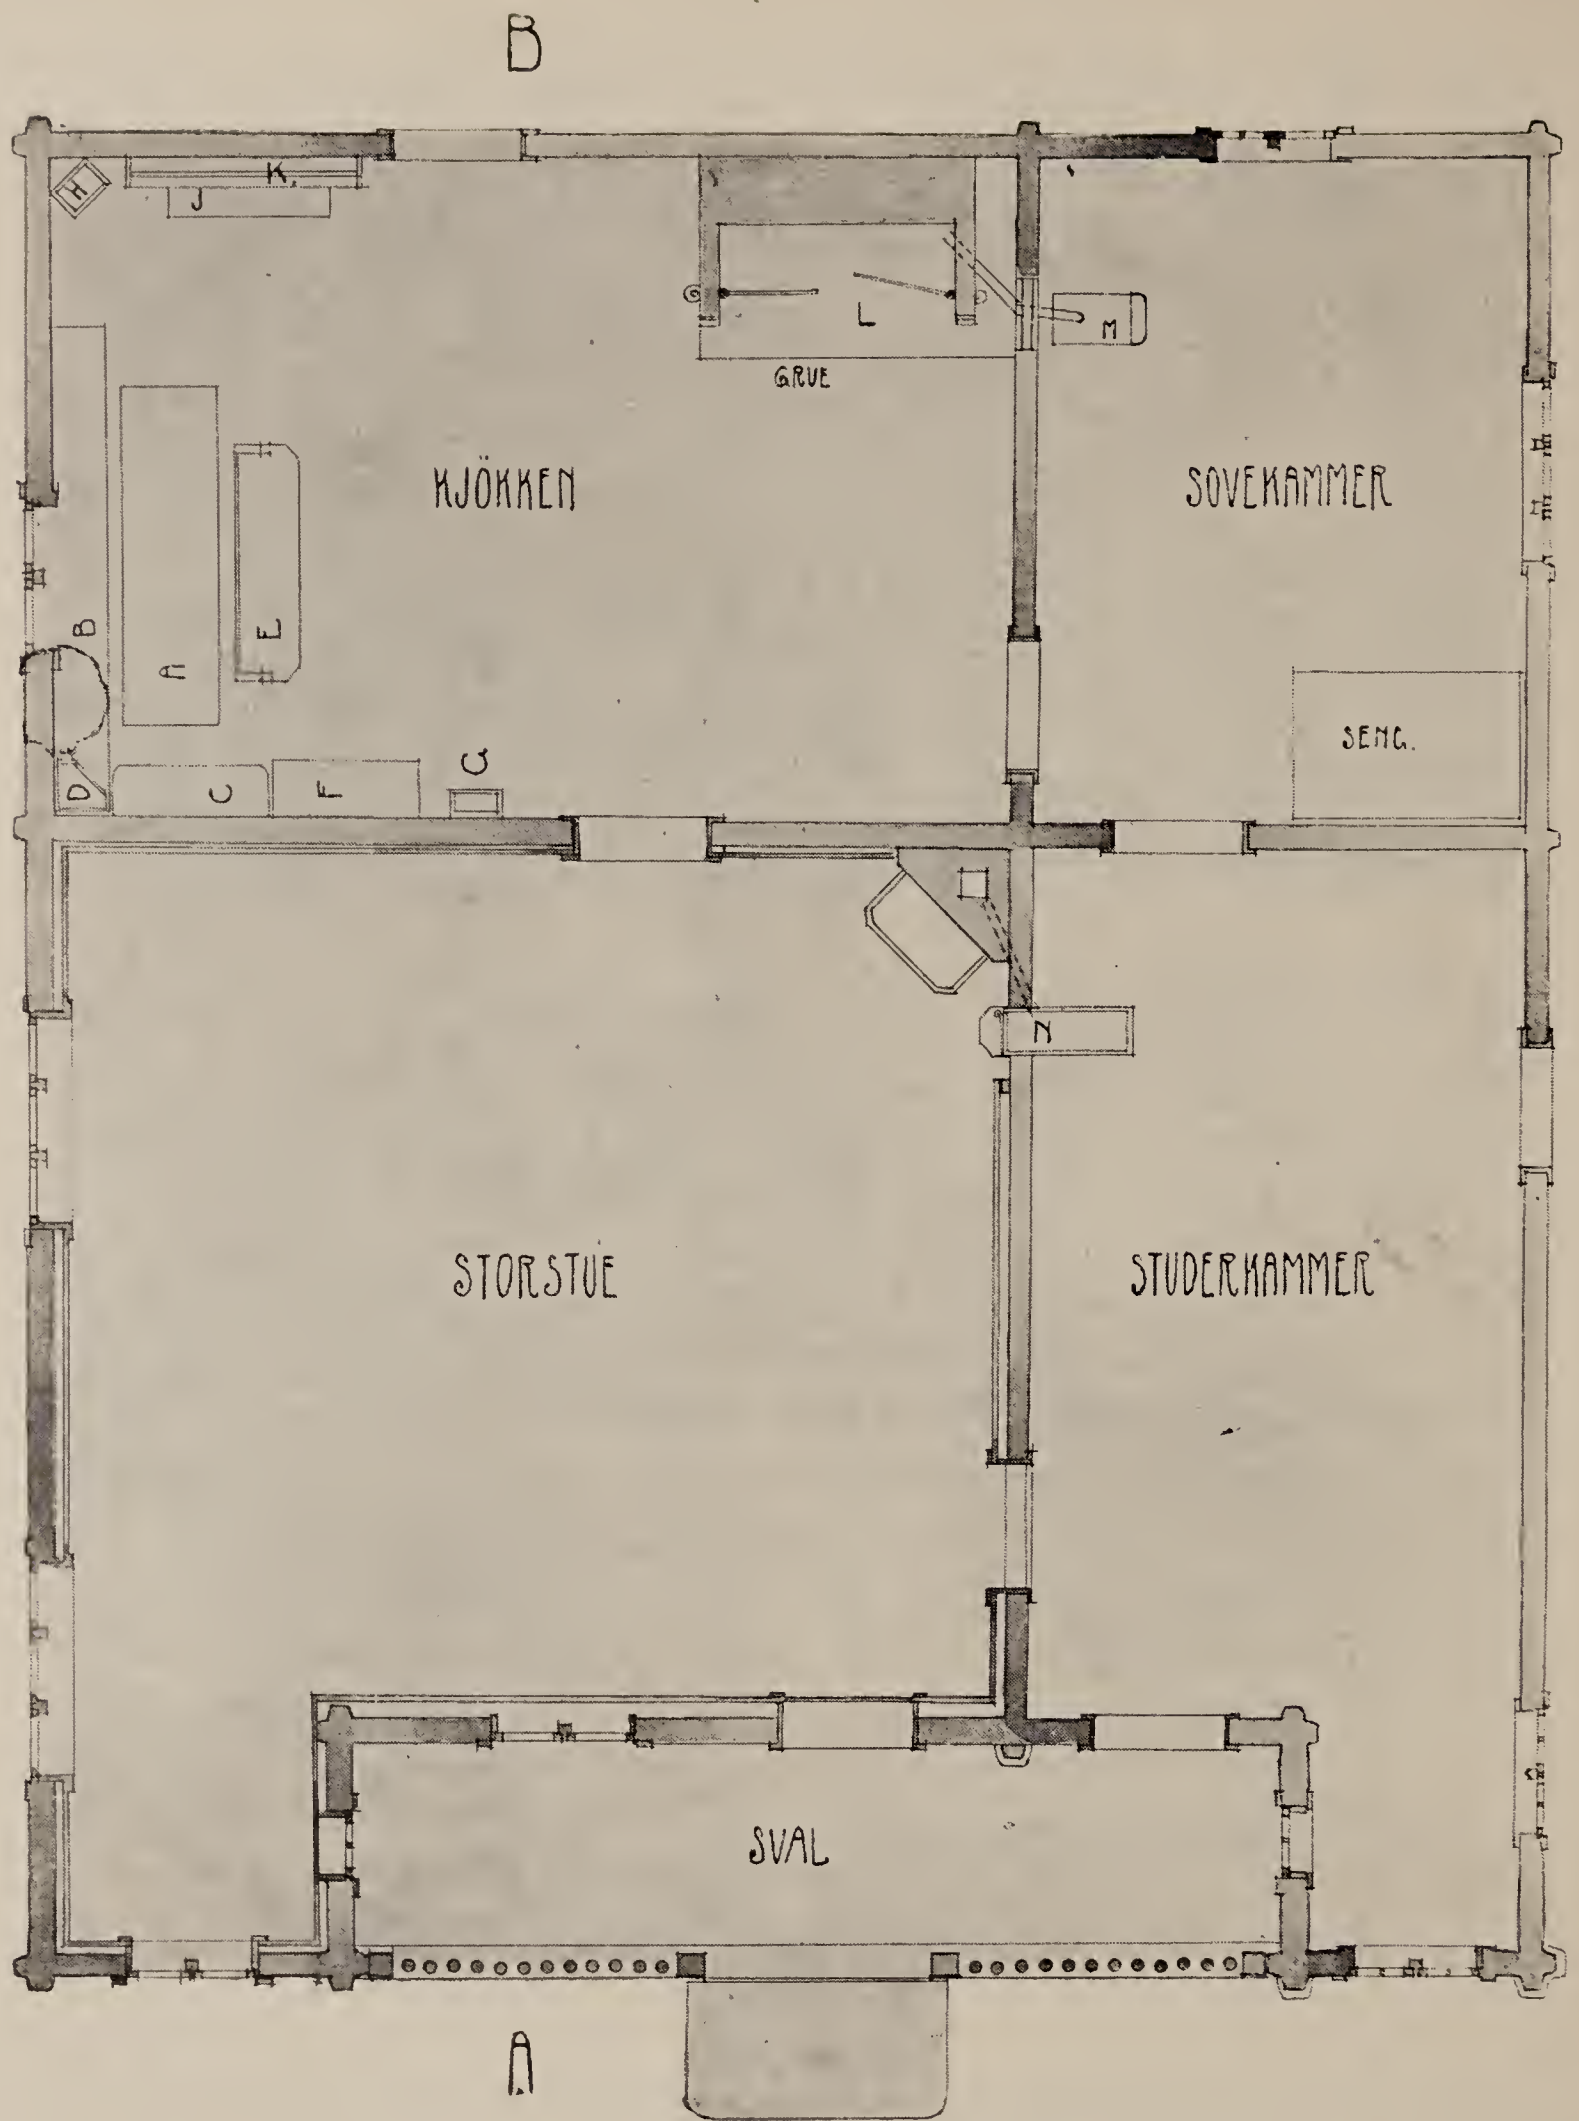 B
H
K.
J
L
M
GRUE
KJÖKKEN
SOVEKAMMER
B
E
A
SENG.
D
C
F
G
N
STORSTUE
STUDERKAMMER
SVAL
A